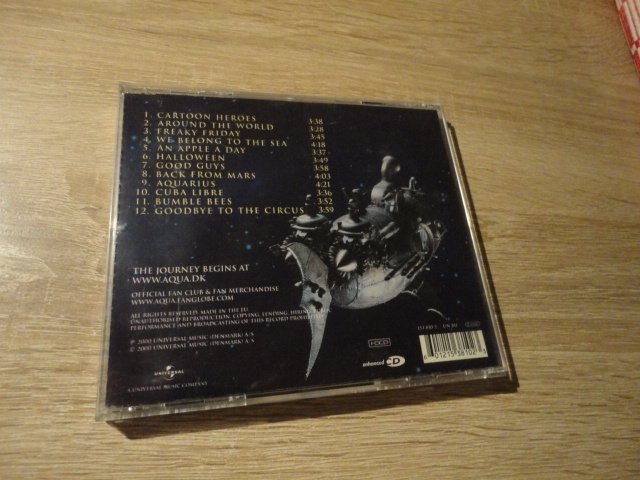 1. CARTOON HEROES 3:38
2. AROUND THE WORLD 3:28
3. FREAKY FRIDAY 3:45
4. WE BELONG TO THE SEA 4:18
5. AN APPLE A DAY 3:37
6. HALLOWEEN 3:49
7. GOOD GUYS 3:58
8. BACK FROM MARS 4:03
9. AQUARIUS 4:21
10. CUBA LIBRE 3:36
11. BUMBLE BEES 3:52
12. GOODBYE TO THE CIRCUS 3:59
THE JOURNEY BEGINS AT
WWW.AQUA.DK
OFFICIAL FAN CLUB & FAN MERCHANDISE
WWW.AQUA.FANGLOBE.COM
ALL RIGHTS RESERVED. MADE IN THE EU
UNAUTHORISED REPRODUCTION, COPYING, LENDING, HIRING,
PERFORMANCE AND BROADCASTING OF THIS RECORD
℗ 2000 UNIVERSAL MUSIC (DENMARK) A/S
© 2000 UNIVERSAL MUSIC (DENMARK) A/S
UNIVERSAL
A UNIVERSAL MUSIC COMPANY
HDCD
enhanced CD